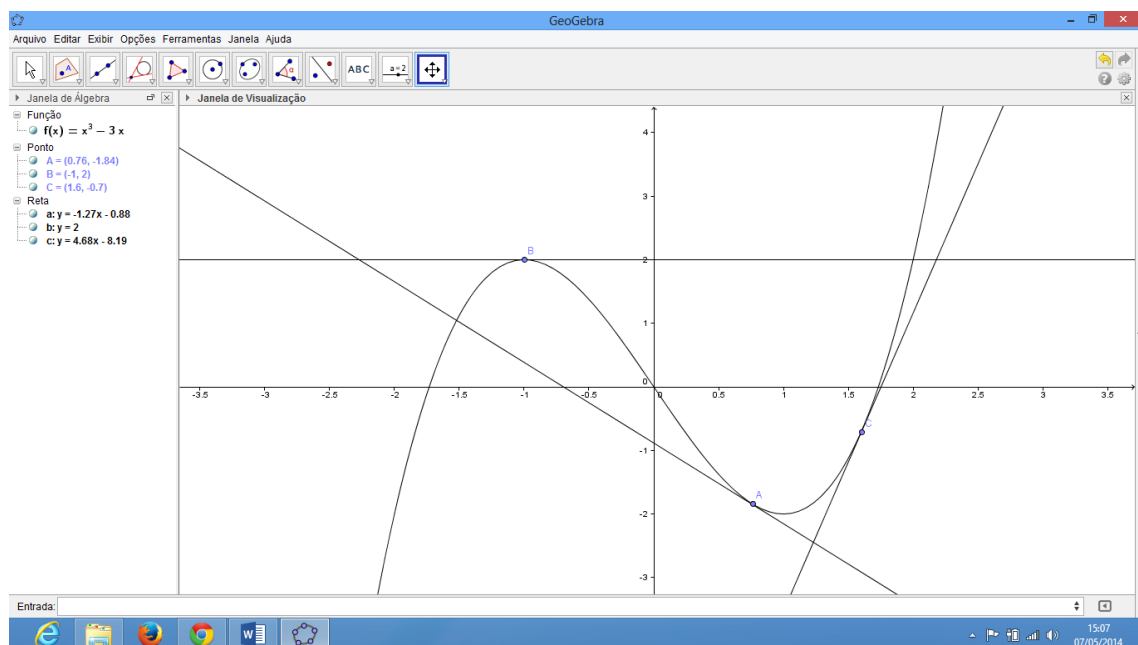 GeoGebra
Arquivo Editar Exibir Opções Ferramentas Janela Ajuda
A
α
ABC
a=2
Janela de Álgebra
Janela de Visualização
Função
f(x) = x³ − 3 x
Ponto
A = (0.76, -1.84)
B = (-1, 2)
C = (1.6, -0.7)
Reta
a: y = -1.27x - 0.88
b: y = 2
c: y = 4.68x - 8.19
4
3
2
1
0
-1
-2
-3
-3.5 -3 -2.5 -2 -1.5 -1 -0.5 0 0.5 1 1.5 2 2.5 3 3.5
B
A
C
Entrada:
15:07
07/05/2014